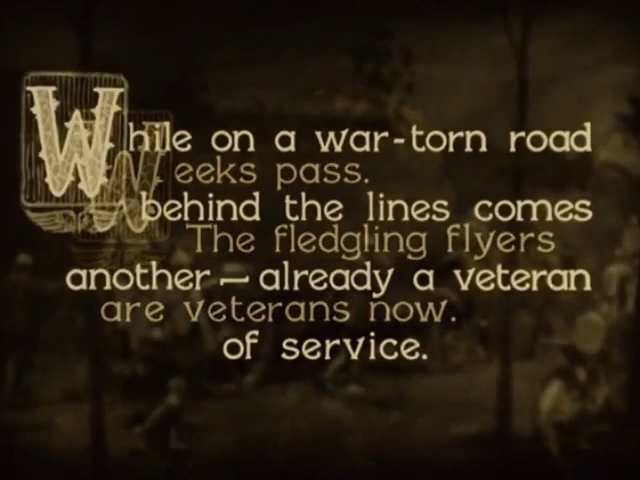 While on a war-torn road
Weeks pass.
behind the lines comes
The fledgling flyers
another — already a veteran
are veterans now.
of service.